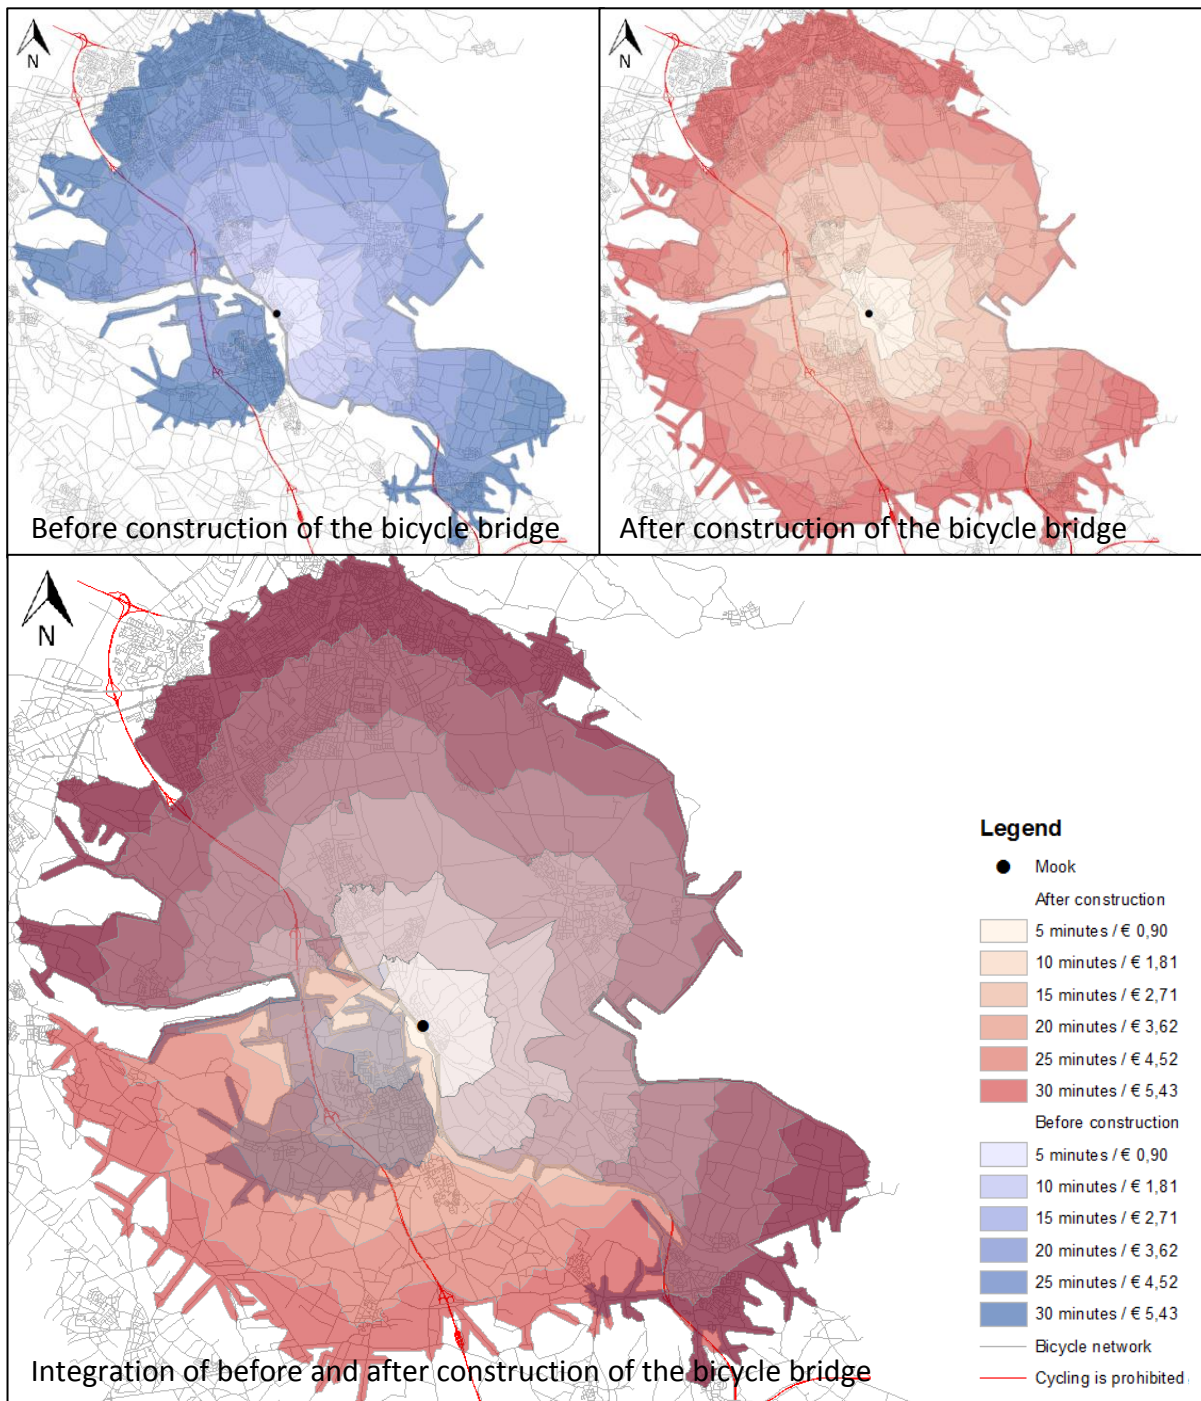 N
N
Before construction of the bicycle bridge
After construction of the bicycle bridge
N
Legend
Mook
After construction
5 minutes / € 0,90
10 minutes / € 1,81
15 minutes / € 2,71
20 minutes / € 3,62
25 minutes / € 4,52
30 minutes / € 5,43
Before construction
5 minutes / € 0,90
10 minutes / € 1,81
15 minutes / € 2,71
20 minutes / € 3,62
25 minutes / € 4,52
30 minutes / € 5,43
Bicycle network
Cycling is prohibited
Integration of before and after construction of the bicycle bridge